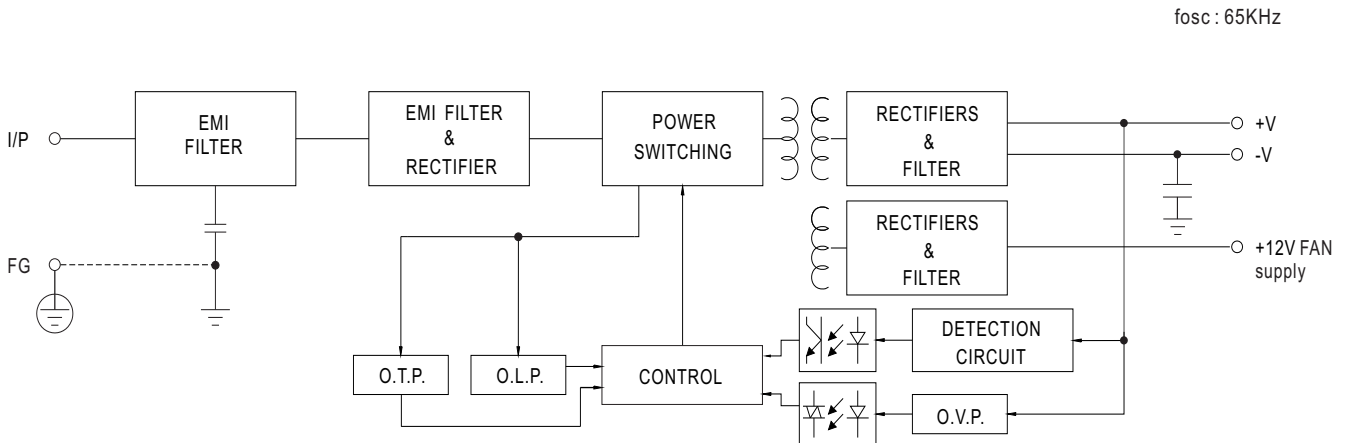 fosc : 65KHz
I/P
EMI
FILTER
EMI FILTER
&
RECTIFIER
POWER
SWITCHING
RECTIFIERS
&
FILTER
+V
-V
RECTIFIERS
&
FILTER
+12V FAN
supply
FG
O.T.P.
O.L.P.
CONTROL
DETECTION
CIRCUIT
O.V.P.